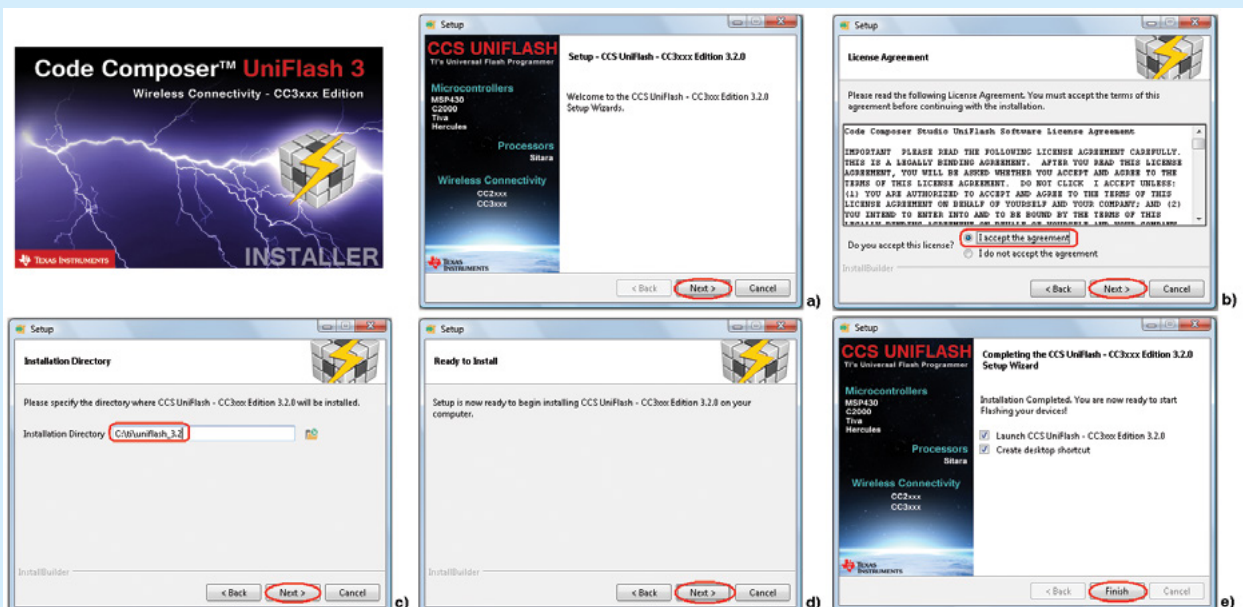 Code Composer™ UniFlash 3
Wireless Connectivity - CC3xxx Edition
TEXAS INSTRUMENTS
INSTALLER
Setup
CCS UNIFLASH
TI's Universal Flash Programmer
Microcontrollers
MSP430
C2000
Tiva
Hercules
Processors
Sitara
Wireless Connectivity
CC2xxx
CC3xxx
TEXAS
INSTRUMENTS
Setup - CCS UniFlash - CC3xxx Edition 3.2.0
Welcome to the CCS UniFlash - CC3xxx Edition 3.2.0
Setup Wizards.
< Back
Next >
Cancel
a)
Setup
License Agreement
Please read the following License Agreement. You must accept the terms of this
agreement before continuing with the installation.
Code Composer Studio UniFlash Software License Agreement
IMPORTANT PLEASE READ THE FOLLOWING LICENSE AGREEMENT CAREFULLY.
THIS IS A LEGALLY BINDING AGREEMENT. AFTER YOU READ THIS LICENSE
AGREEMENT, YOU WILL BE ASKED WHETHER YOU ACCEPT AND AGREE TO THE
TERMS OF THIS LICENSE AGREEMENT. DO NOT CLICK I ACCEPT UNLESS:
(1) YOU ARE AUTHORIZED TO ACCEPT AND AGREE TO THE TERMS OF THIS
LICENSE AGREEMENT ON BEHALF OF YOURSELF AND YOUR COMPANY; AND (2)
YOU INTEND TO ENTER INTO AND TO BE BOUND BY THE TERMS OF THIS
LEGALLY BINDING AGREEMENT ON BEHALF OF YOURSELF AND YOUR COMPANY
Do you accept this license?
I accept the agreement
I do not accept the agreement
InstallBuilder
< Back
Next >
Cancel
b)
Setup
Installation Directory
Please specify the directory where CCS UniFlash - CC3xxx Edition 3.2.0 will be installed.
Installation Directory C:\ti\uniflash_3.2
InstallBuilder
< Back
Next >
Cancel
c)
Setup
Ready to Install
Setup is now ready to begin installing CCS UniFlash - CC3xxx Edition 3.2.0 on your
computer.
InstallBuilder
< Back
Next >
Cancel
d)
Setup
CCS UNIFLASH
TI's Universal Flash Programmer
Microcontrollers
MSP430
C2000
Tiva
Hercules
Processors
Sitara
Wireless Connectivity
CC2xxx
CC3xxx
TEXAS
INSTRUMENTS
Completing the CCS UniFlash - CC3xxx Edition 3.2.0
Setup Wizard
Installation Completed. You are now ready to start
Flashing your devices!
Launch CCS UniFlash - CC3xxx Edition 3.2.0
Create desktop shortcut
< Back
Finish
Cancel
e)